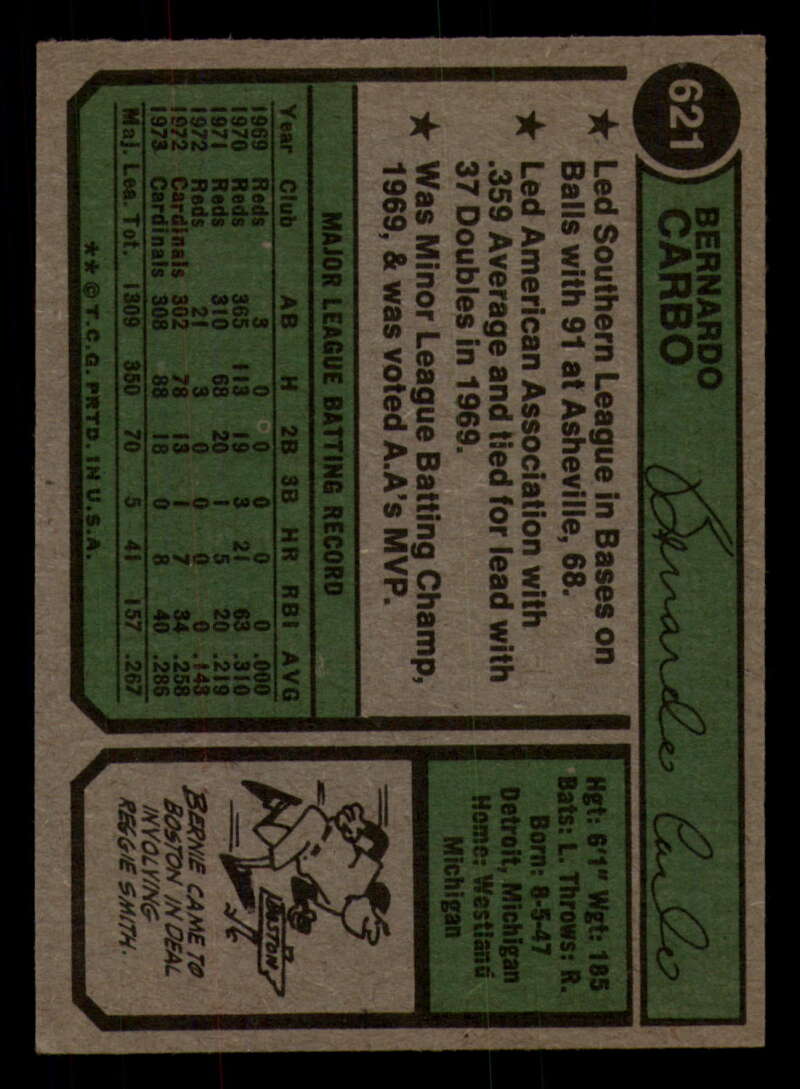 621
BERNARDO
CARBO
Bernardo Carbo
★ Led Southern League in Bases on
Balls with 91 at Asheville, 68.
★ Led American Association with
.359 Average and tied for lead with
37 Doubles in 1969.
★ Was Minor League Batting Champ,
1969, & was voted A.A's MVP.
MAJOR LEAGUE BATTING RECORD
Year Club AB H 2B 3B HR RBI AVG
1969 Reds 3 0 0 0 0 0 .000
1970 Reds 365 113 19 3 21 63 .310
1971 Reds 310 68 20 1 5 20 .219
1972 Reds 21 3 0 0 0 0 .143
1972 Cardinals 302 78 13 1 7 34 .258
1973 Cardinals 308 88 18 0 8 40 .286
Maj. Lea. Tot. 1309 350 70 5 41 157 .267
**©T.C.G. PRTD. IN U.S.A.
Hgt: 6'1" Wgt: 185
Bats: L. Throws: R.
Born: 8-5-47
Detroit, Michigan
Home: Westland
Michigan
BOSTON
BERNIE CAME TO
BOSTON IN DEAL
INVOLVING
REGGIE SMITH.